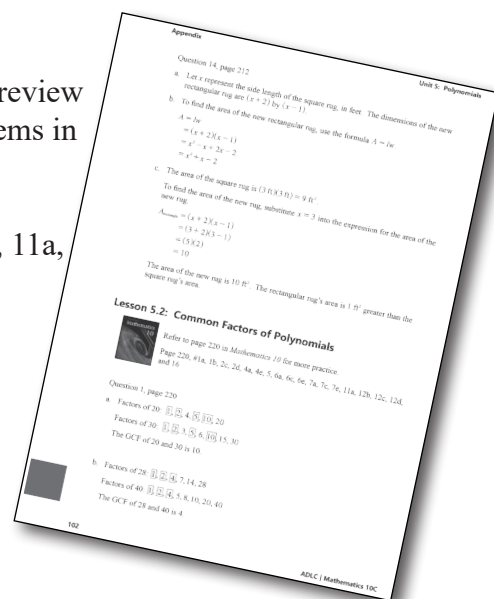 review
ems in
, 11a,
Appendix
Unit 5: Polynomials
Question 14, page 212
a. Let x represent the side length of the square rug, in feet. The dimensions of the new
rectangular rug are (x + 2) by (x − 1).
b. To find the area of the new rectangular rug, use the formula A = lw.
A = lw
= (x + 2)(x − 1)
= x² − x + 2x − 2
= x² + x − 2
c. The area of the square rug is (3 ft)(3 ft) = 9 ft².
To find the area of the new rug, substitute x = 3 into the expression for the area of the
new rug.
= (x + 2)(x − 1)
= (3 + 2)(3 − 1)
= (5)(2)
= 10
The area of the new rug is 10 ft². The rectangular rug's area is 1 ft² greater than the
square rug's area.
Lesson 5.2: Common Factors of Polynomials
mathematics
10
Refer to page 220 in Mathematics 10 for more practice.
Page 220, #1a, 1b, 2c, 2d, 4a, 4e, 5, 6a, 6c, 6e, 7a, 7c, 7e, 11a, 12b, 12c, 12d,
and 16
Question 1, page 220
a. Factors of 20: 1, 2, 4, 5, 10, 20
Factors of 30: 1, 2, 3, 5, 6, 10, 15, 30
The GCF of 20 and 30 is 10
b. Factors of 28: 1, 2, 4, 7, 14, 28
Factors of 40: 1, 2, 4, 5, 8, 10, 20, 40
The GCF of 28 and 40 is 4.
102
ADLC | Mathematics 10C